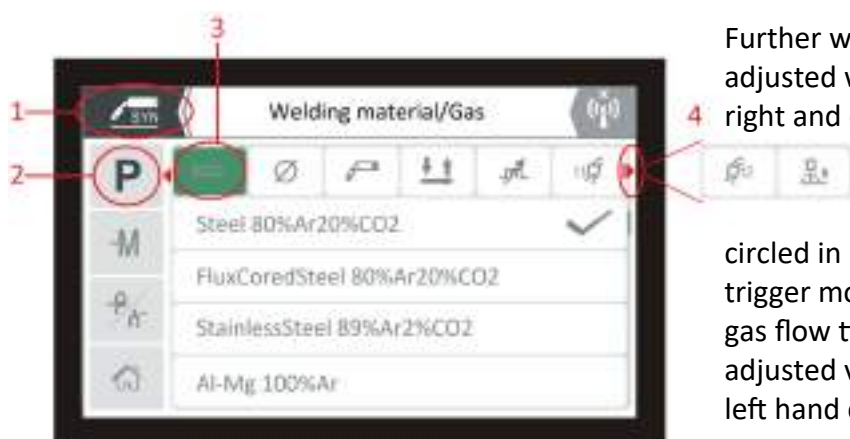 3
1
SYN
Welding material/Gas
2
P
4
M
Steel 80%Ar20%CO2
FluxCoredSteel 80%Ar20%CO2
StainlessSteel 89%Ar2%CO2
Al-Mg 100%Ar
Further
adjusted
right and
circled in
trigger
gas flow
adjusted
left hand